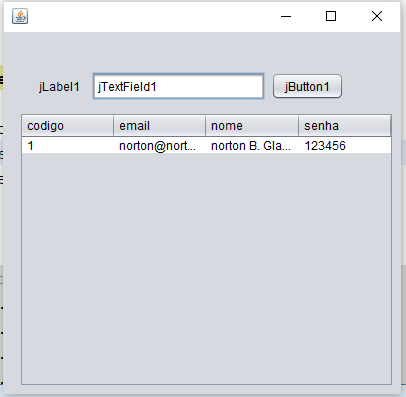 jLabel1 jTextField1 jButton1
codigo email nome senha
1 norton@nort... norton B. Gla... 123456